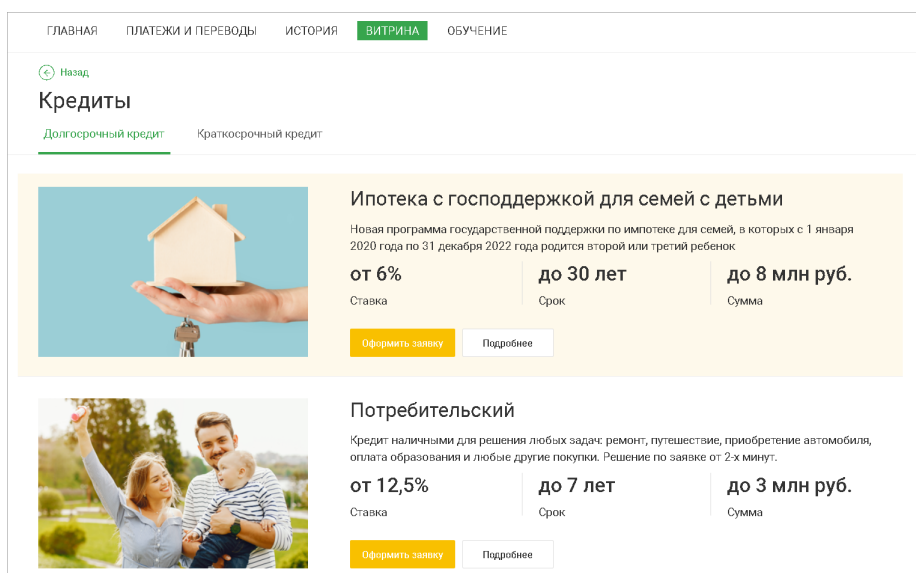 ГЛАВНАЯ ПЛАТЕЖИ И ПЕРЕВОДЫ ИСТОРИЯ ВИТРИНА ОБУЧЕНИЕ
Назад
Кредиты
Долгосрочный кредит Краткосрочный кредит
Ипотека с господдержкой для семей с детьми
Новая программа государственной поддержки по импотеке для семей, в которых с 1 января
2020 года по 31 декабря 2022 года родится второй или третий ребенок
от 6% до 30 лет до 8 млн руб.
Ставка Срок Сумма
Оформить заявку Подробнее
Потребительский
Кредит наличными для решения любых задач: ремонт, путешествие, приобретение автомобиля,
оплата образования и любые другие покупки. Решение по заявке от 2-х минут.
от 12,5% до 7 лет до 3 млн руб.
Ставка Срок Сумма
Оформить заявку Подробнее